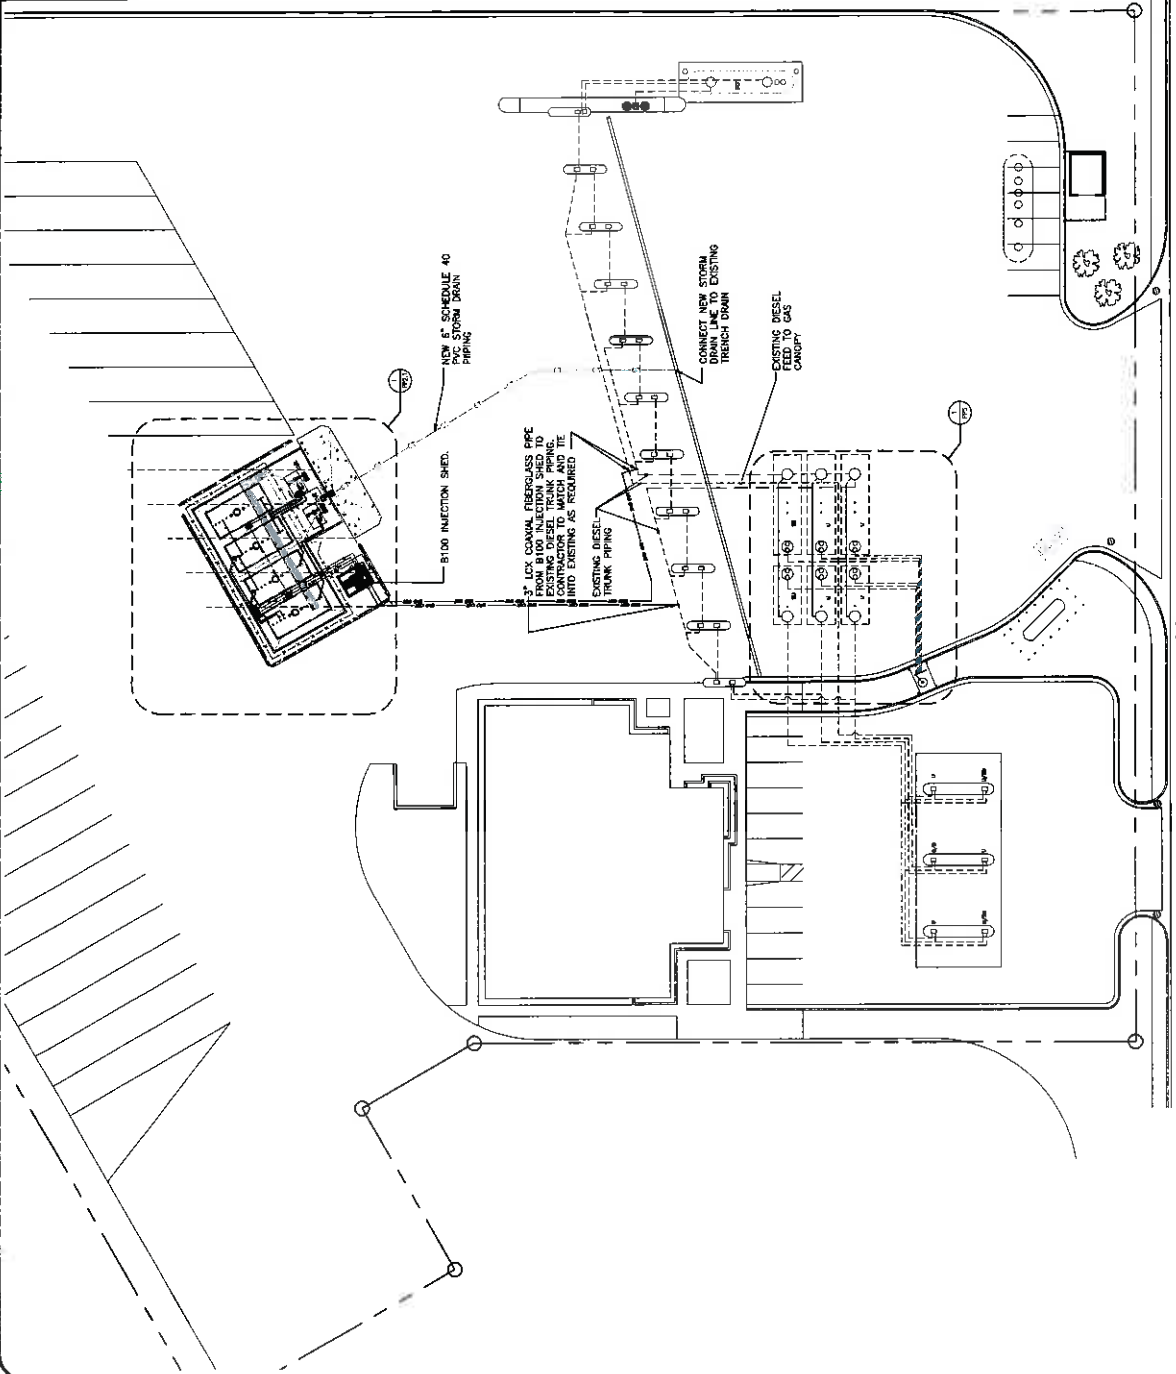 NEW 6" SCHEDULE 40
PVC STORM DRAIN
PIPING
B100 INJECTION SHED.
3" LCX COAXIAL FIBERGLASS PIPE
FROM B100 INJECTION SHED TO
EXISTING DIESEL TRUNK PIPING.
CONTRACTOR TO MATCH AND TIE
INTO EXISTING AS REQUIRED
EXISTING DIESEL
TRUNK PIPING
CONNECT NEW STORM
DRAIN LINE TO EXISTING
TRENCH DRAIN
EXISTING DIESEL
FEED TO GAS
CANOPY
1
1